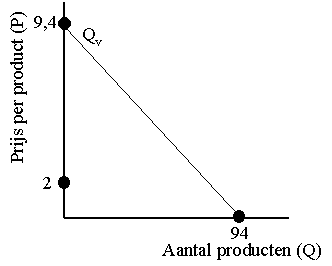 Prijs per product (P)
9,4
Qv
2
94
Aantal producten (Q)